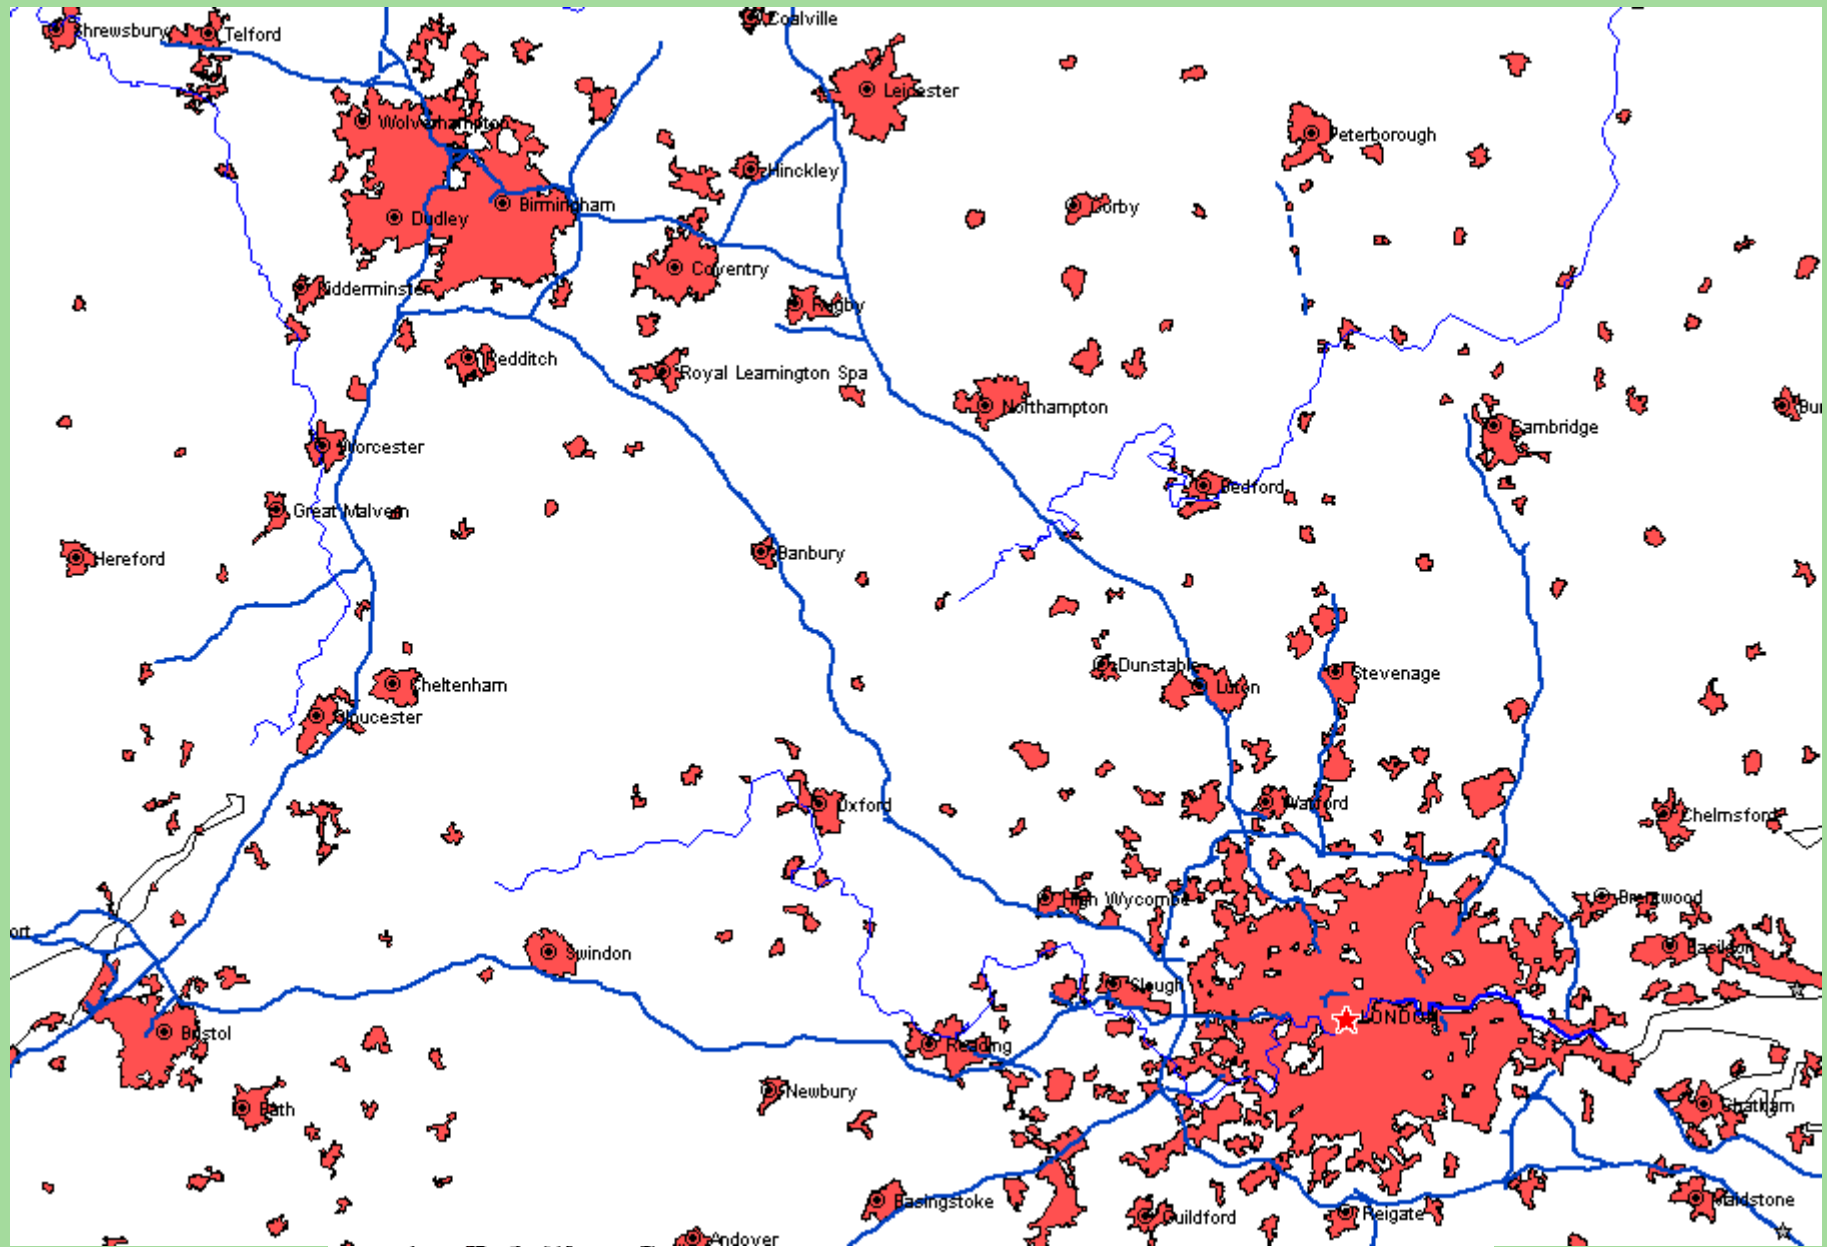 Coalville
Shrewsbury
Telford
Leicester
Wolverhampton
Peterborough
Hinckley
Birmingham
Corby
Dudley
Coventry
Kidderminster
Rugby
Redditch
Royal Leamington Spa
Northampton
Bur
Cambridge
Worcester
Bedford
Great Malvern
Banbury
Hereford
Dunstable
Stevenage
Cheltenham
Luton
Gloucester
Oxford
Watford
Chelmsford
High Wycombe
Brentwood
ort
Swindon
Basildon
Slough
LONDON
Bristol
Reading
Newbury
Chatham
Bath
Basingstoke
Maidstone
Guildford
Reigate
Andover